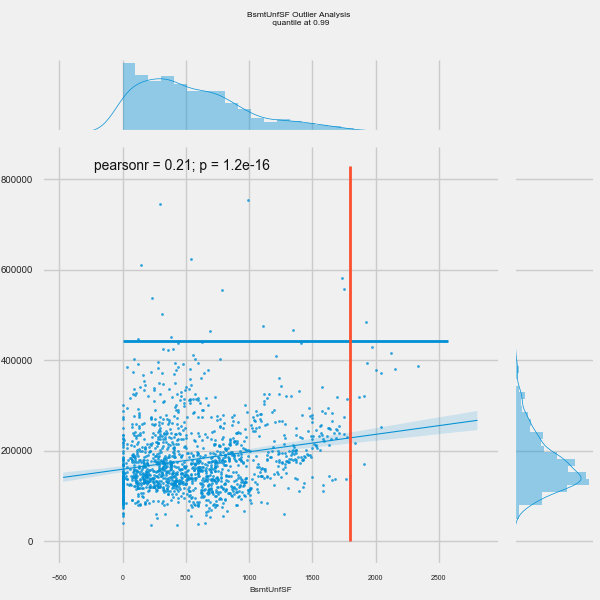 BsmtUnfSF Outlier Analysis
quantile at 0.99
pearsonr = 0.21; p = 1.2e-16
800000
600000
400000
200000
0
−500 0 500 1000 1500 2000 2500
BsmtUnfSF